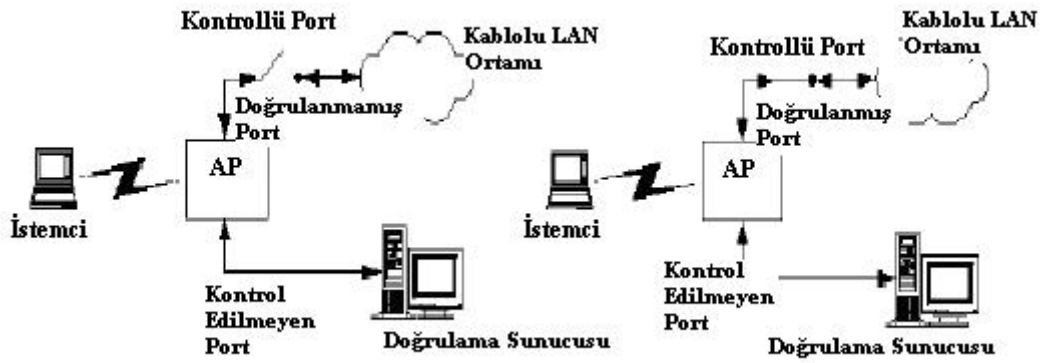 Kontrollü Port
Kablolu LAN
Ortamı
Doğrulanmamış
Port
AP
İstemci
Kontrol
Edilmeyen
Port
Doğrulama Sunucusu
Kablolu LAN
Ortamı
Kontrollü Port
Doğrulanmış
Port
AP
İstemci
Kontrol
Edilmeyen
Port
Doğrulama Sunucusu